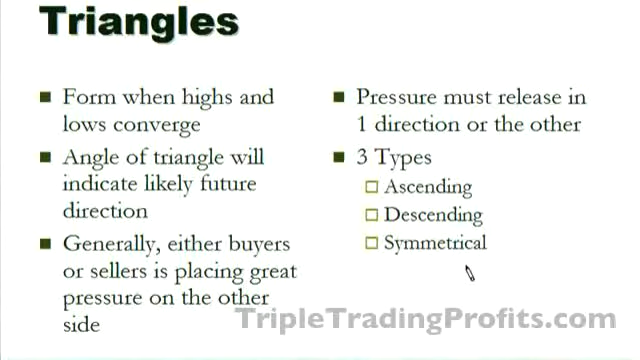 Triangles
Form when highs and
lows converge
Angle of triangle will
indicate likely future
direction
Generally, either buyers
or sellers is placing great
pressure on the other
side
Pressure must release in
1 direction or the other
3 Types
Ascending
Descending
Symmetrical
TripleTradingProfits.com